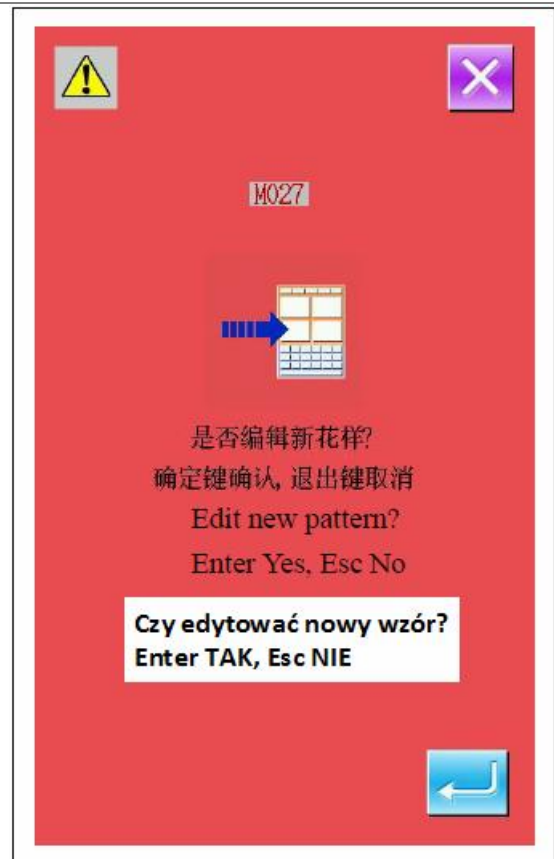 M027
是否编辑新花样?
确定键确认, 退出键取消
Edit new pattern?
Enter Yes, Esc No
Czy edytować nowy wzór?
Enter TAK, Esc NIE